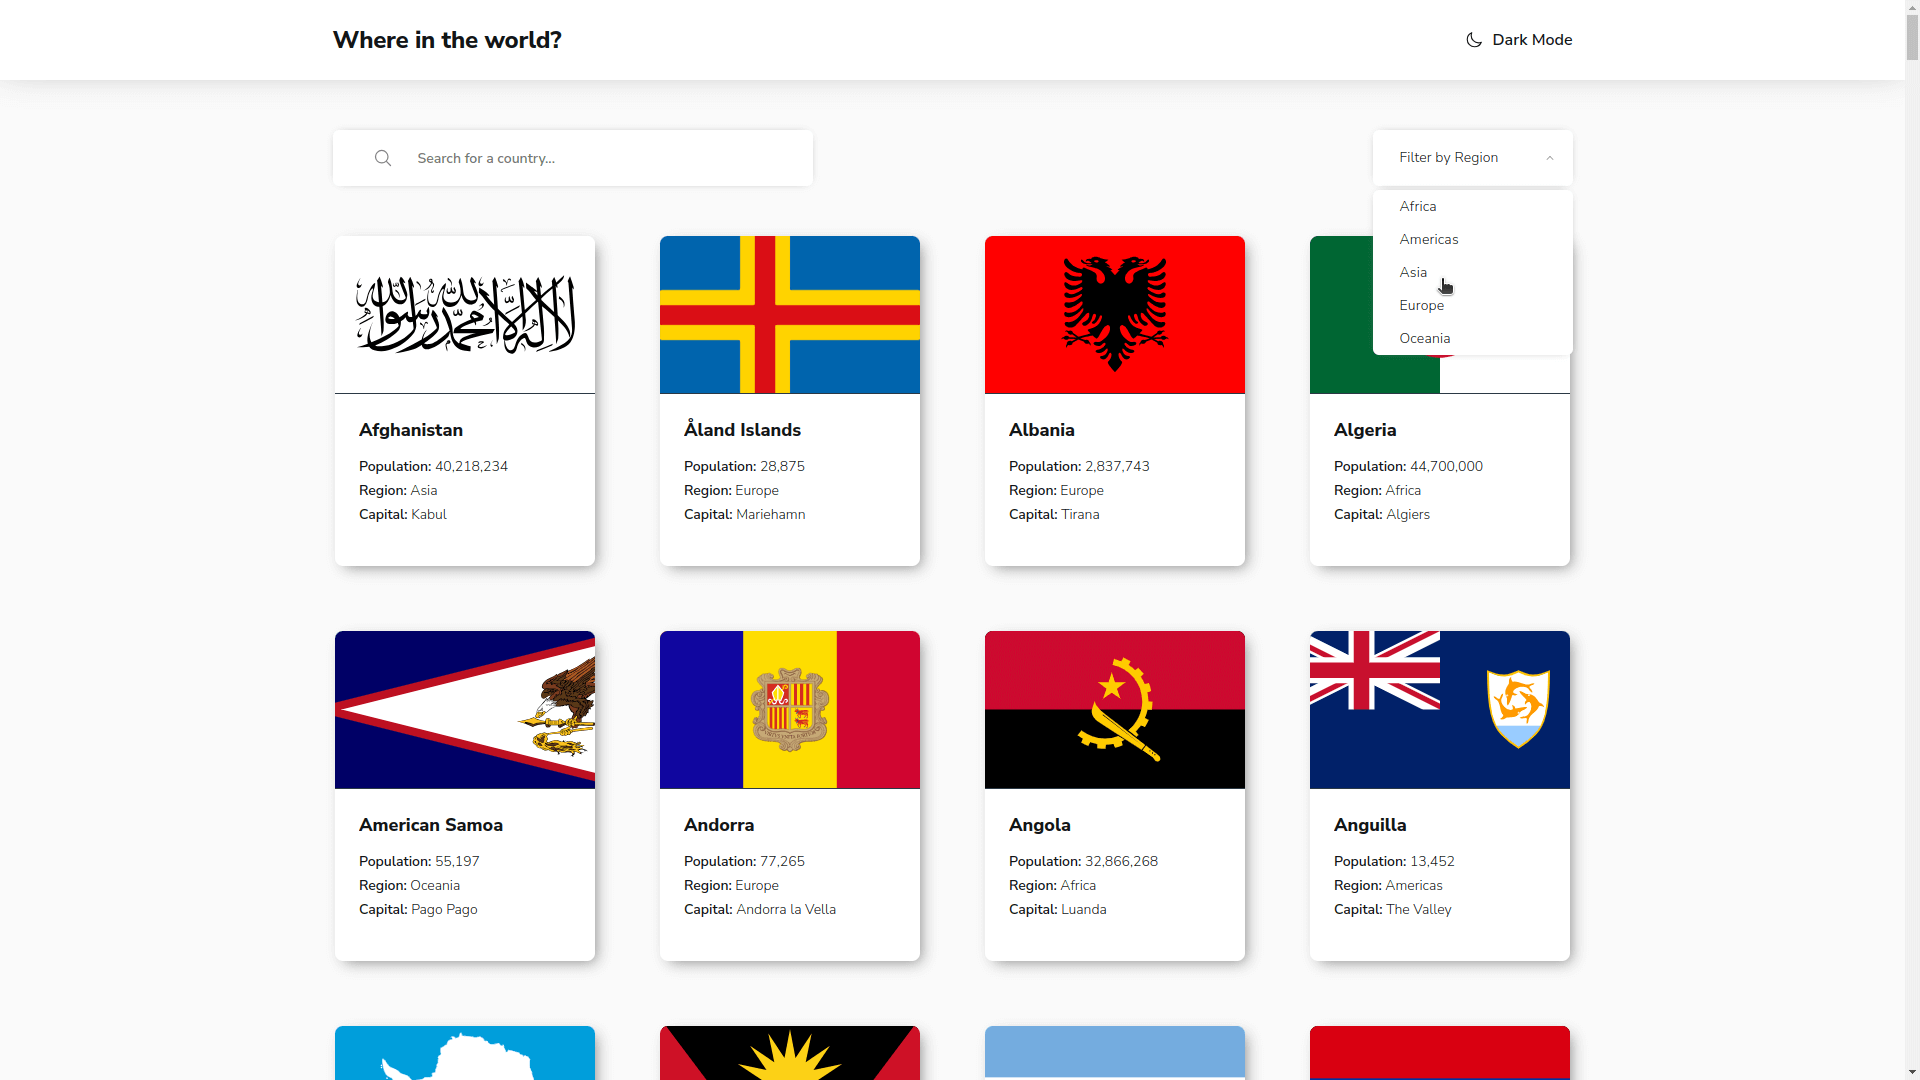 Where in the world?
Dark Mode
Search for a country...
Filter by Region
Africa
Americas
Asia
Europe
Oceania
لا إله إلا الله محمد رسول الله
Afghanistan
Population: 40,218,234
Region: Asia
Capital: Kabul
Åland Islands
Population: 28,875
Region: Europe
Capital: Mariehamn
Albania
Population: 2,837,743
Region: Europe
Capital: Tirana
Algeria
Population: 44,700,000
Region: Africa
Capital: Algiers
American Samoa
Population: 55,197
Region: Oceania
Capital: Pago Pago
Andorra
Population: 77,265
Region: Europe
Capital: Andorra la Vella
Angola
Population: 32,866,268
Region: Africa
Capital: Luanda
Anguilla
Population: 13,452
Region: Americas
Capital: The Valley